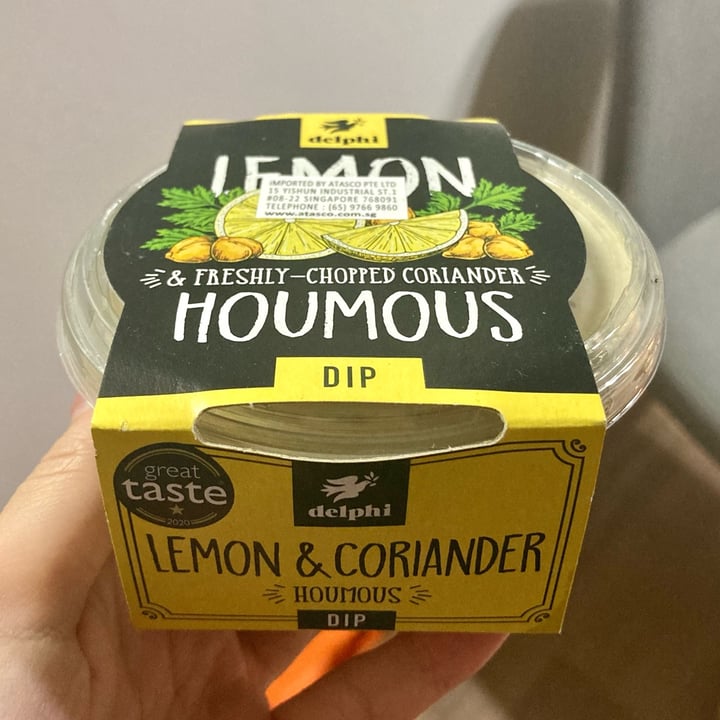 delphi
LEMON
IMPORTED BY ATASCO PTE LTD
15 YISHUN INDUSTRIAL ST.1
#08-22 SINGAPORE 768091
TELEPHONE : (65) 9766 9860
www.atasco.com.sg
& FRESHLY-CHOPPED CORIANDER
HOUMOUS
DIP
great
taste
2020
delphi
LEMON & CORIANDER
HOUMOUS
DIP